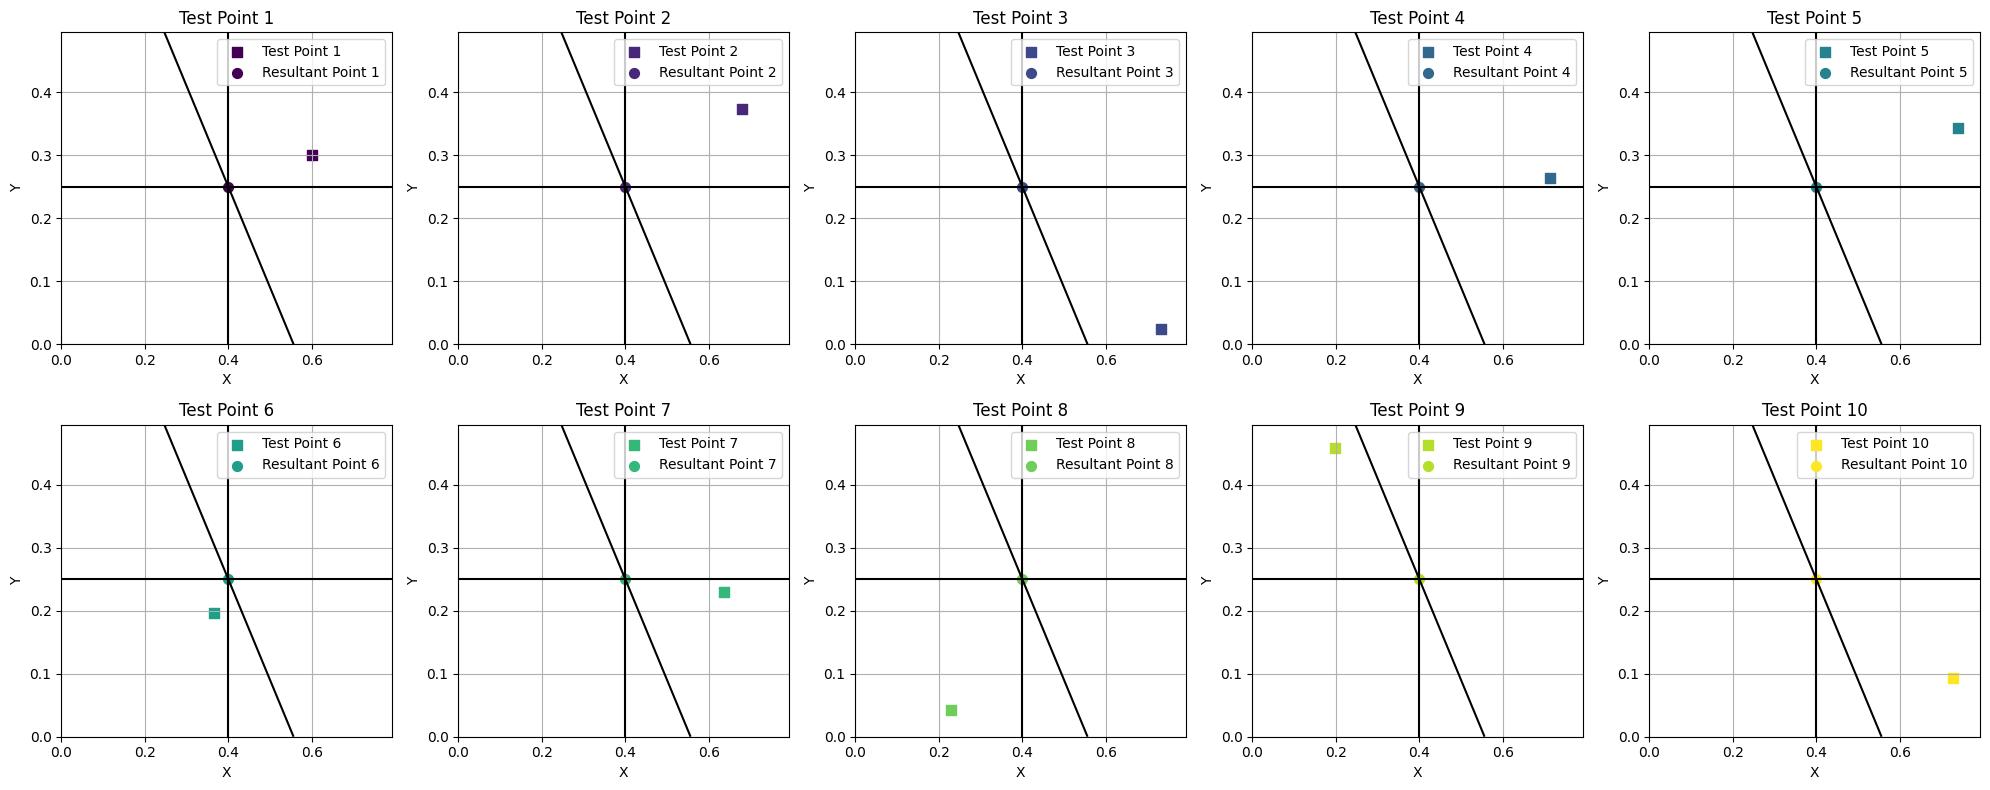 Test Point 1
Test Point 1
Resultant Point 1
0.4
0.3
0.2
0.1
0.0
Y
0.0 0.2 0.4 0.6
X
Test Point 2
Test Point 2
Resultant Point 2
0.4
0.3
0.2
0.1
0.0
Y
0.0 0.2 0.4 0.6
X
Test Point 3
Test Point 3
Resultant Point 3
0.4
0.3
0.2
0.1
0.0
Y
0.0 0.2 0.4 0.6
X
Test Point 4
Test Point 4
Resultant Point 4
0.4
0.3
0.2
0.1
0.0
Y
0.0 0.2 0.4 0.6
X
Test Point 5
Test Point 5
Resultant Point 5
0.4
0.3
0.2
0.1
0.0
Y
0.0 0.2 0.4 0.6
X
Test Point 6
Test Point 6
Resultant Point 6
0.4
0.3
0.2
0.1
0.0
Y
0.0 0.2 0.4 0.6
X
Test Point 7
Test Point 7
Resultant Point 7
0.4
0.3
0.2
0.1
0.0
Y
0.0 0.2 0.4 0.6
X
Test Point 8
Test Point 8
Resultant Point 8
0.4
0.3
0.2
0.1
0.0
Y
0.0 0.2 0.4 0.6
X
Test Point 9
Test Point 9
Resultant Point 9
0.4
0.3
0.2
0.1
0.0
Y
0.0 0.2 0.4 0.6
X
Test Point 10
Test Point 10
Resultant Point 10
0.4
0.3
0.2
0.1
0.0
Y
0.0 0.2 0.4 0.6
X